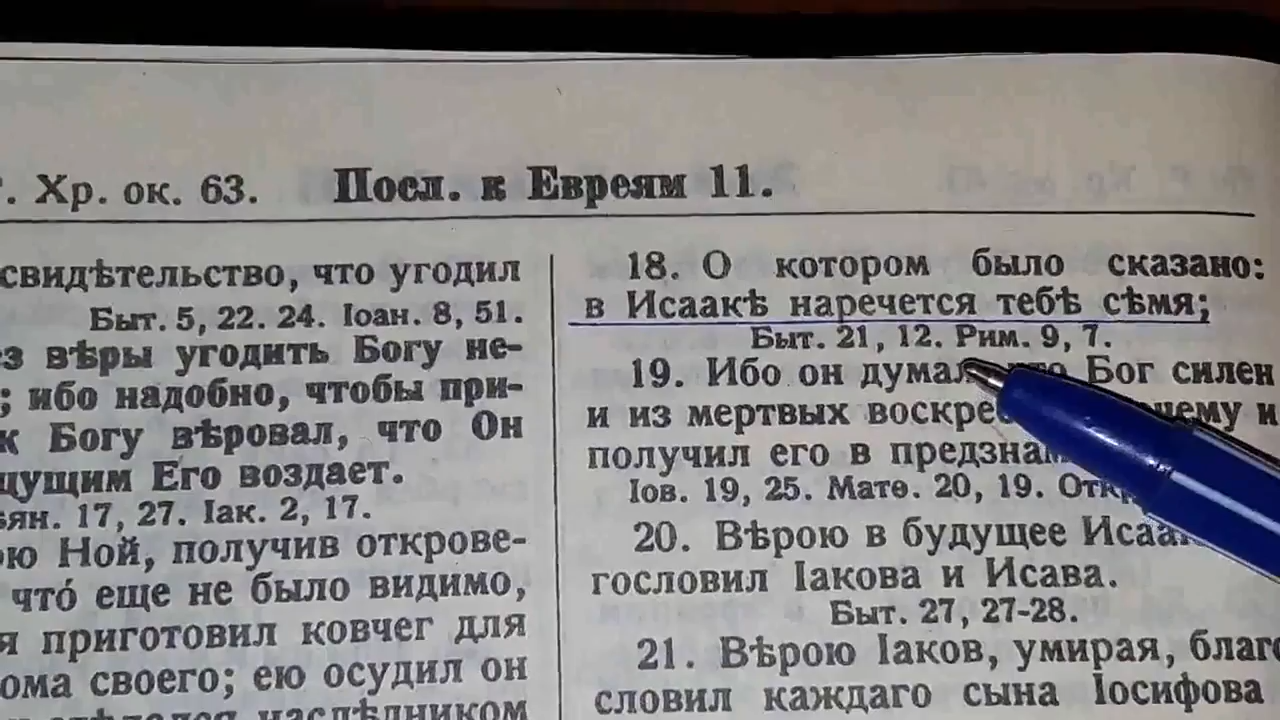 Хр. ок. 63. Посл. к Евреям 11.
свидѣтельство, что угодил
Быт. 5, 22. 24. Іоан. 8, 51.
вѣры угодить Богу не-
; ибо надобно, чтобы при-
Богу вѣровал, что Он
Его воздает.
17, 27. Іак. 2, 17.
Ной, получив открове-
что́ еще не было видимо,
приготовил ковчег для
своего; ею осудил он
наслѣдником
18. О котором было сказано:
в Исаакѣ наречется тебѣ сѣмя;
Быт. 21, 12. Рим. 9, 7.
19. Ибо он думал Бог силен
и из мертвых и
получил его в
Іов. 19, 25. Матѳ. 20, 19.
20. Вѣрою в будущее
гословил Іакова и Исава.
Быт. 27, 27-28.
21. Вѣрою Іаков, умирая, благо
словил каждаго сына Іосифова